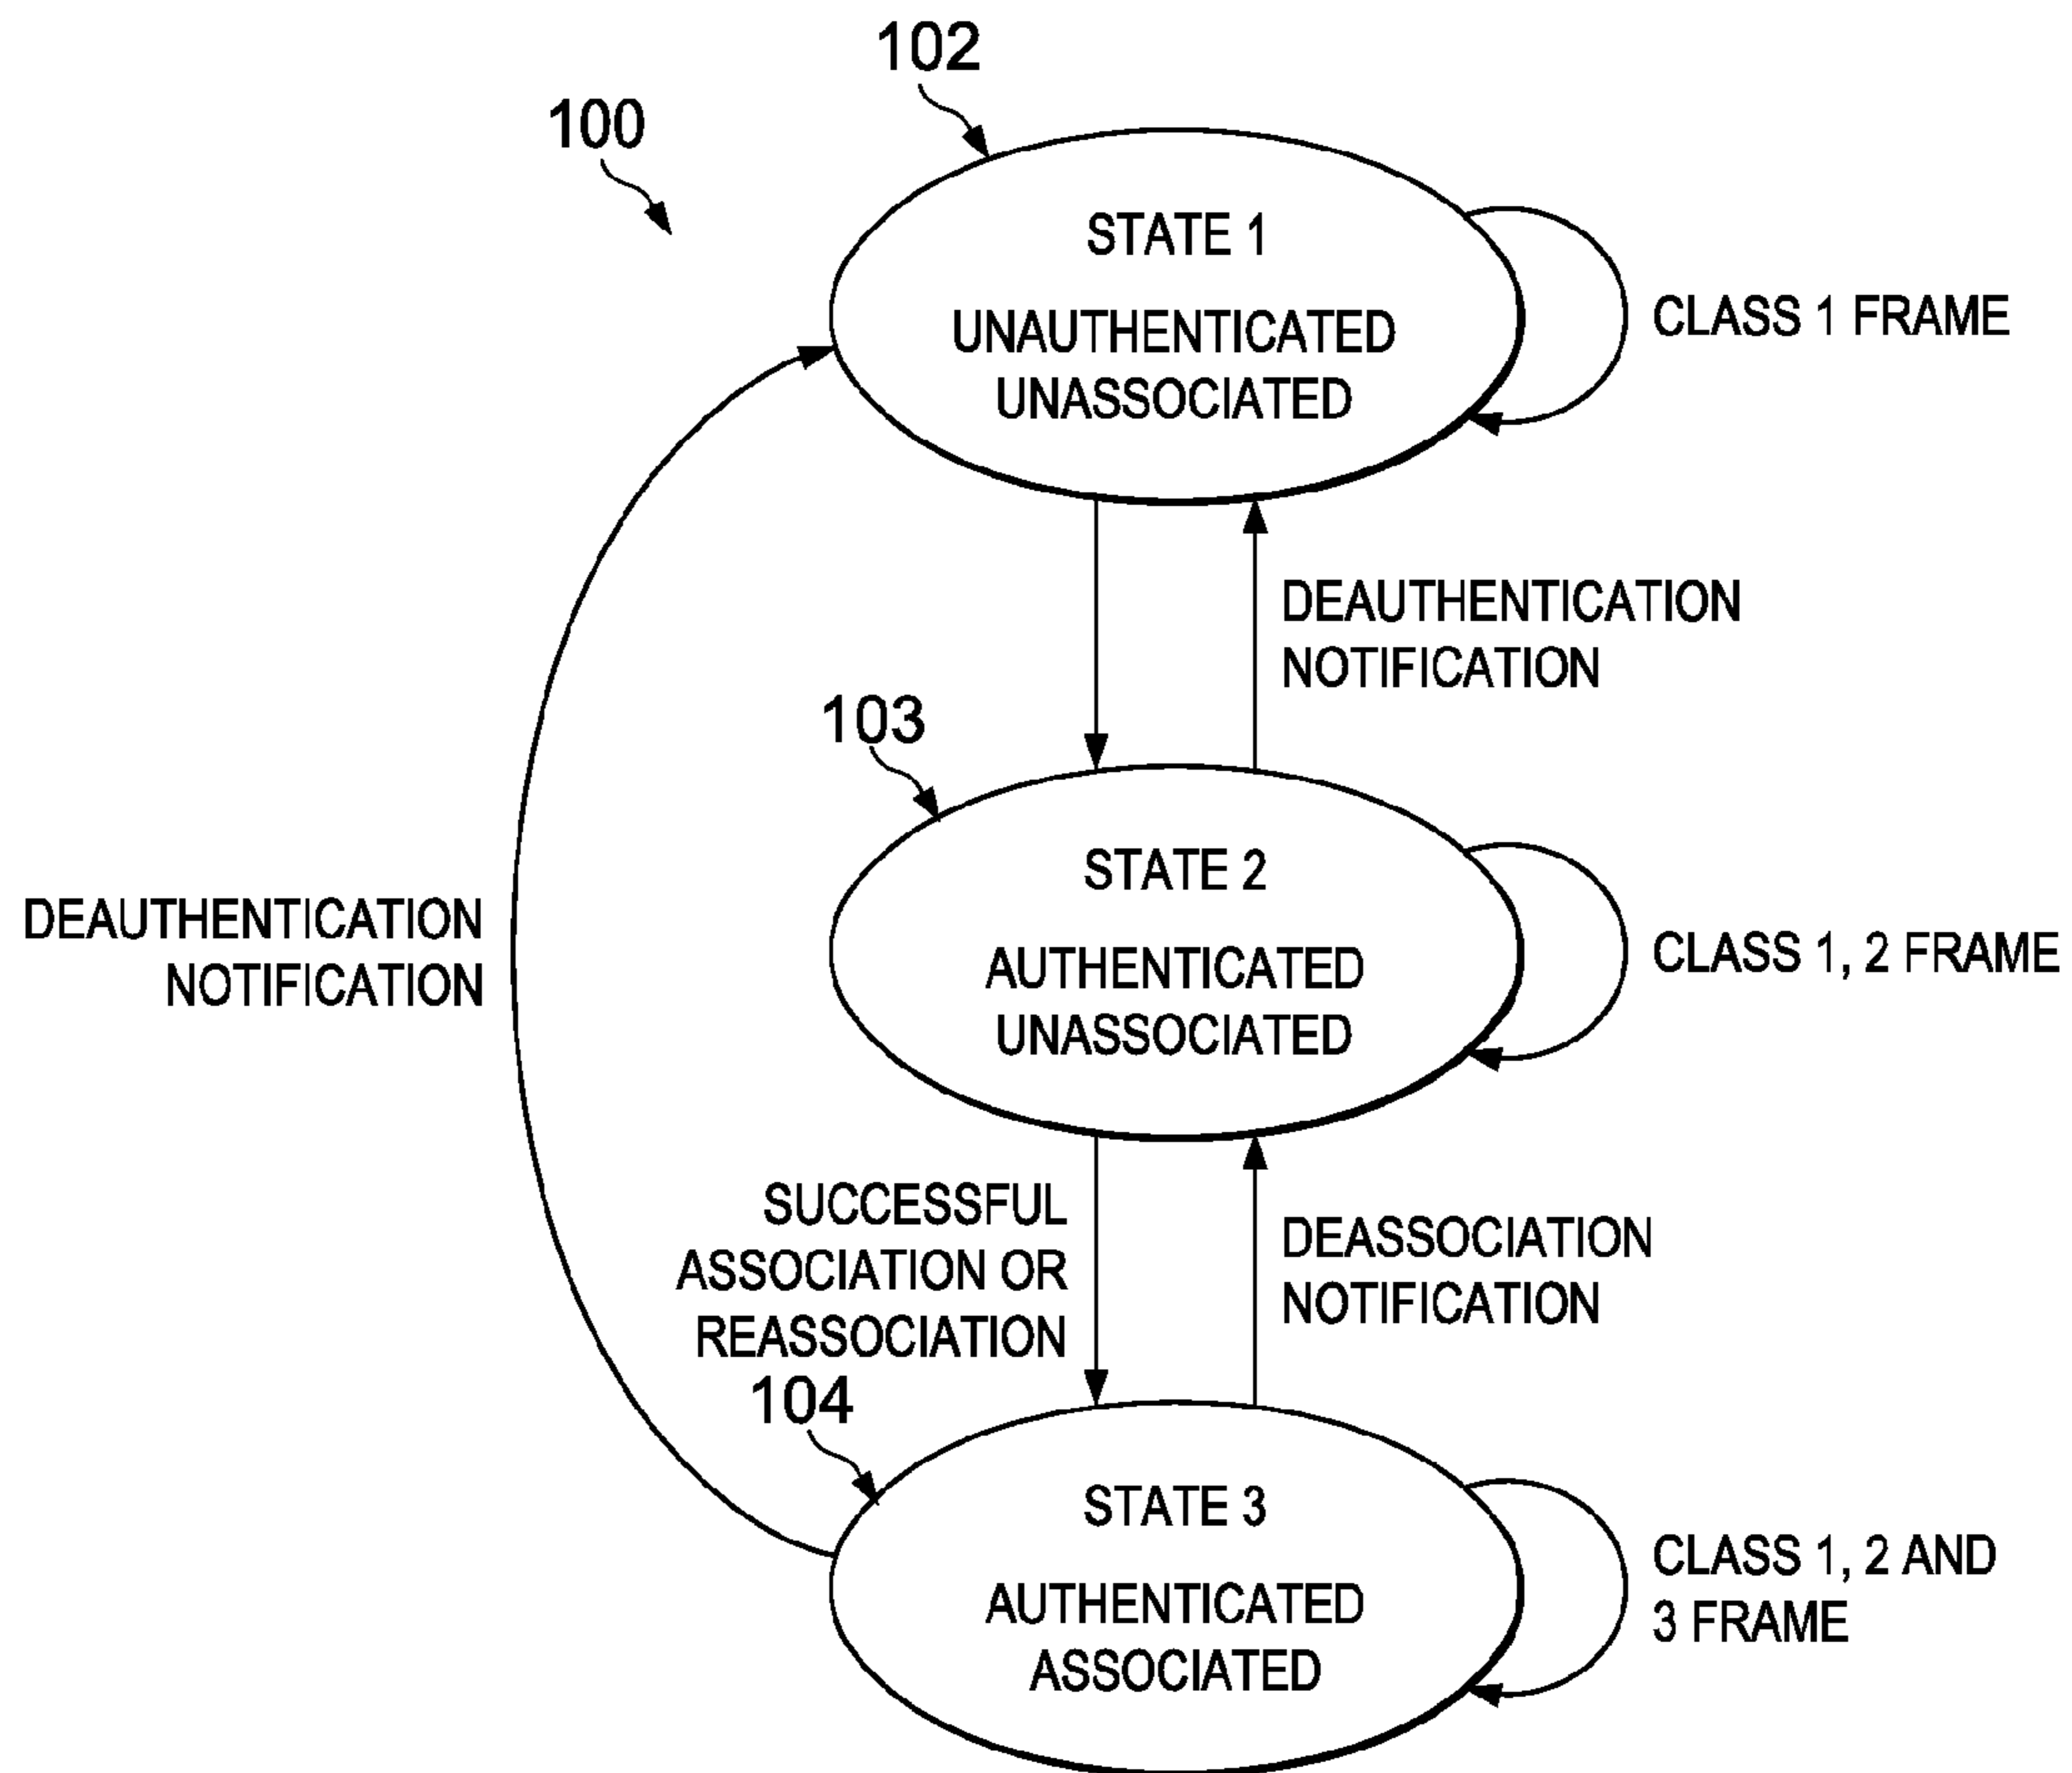 102
100
STATE 1
UNAUTHENTICATED
UNASSOCIATED
CLASS 1 FRAME
DEAUTHENTICATION
NOTIFICATION
103
STATE 2
AUTHENTICATED
UNASSOCIATED
CLASS 1, 2 FRAME
DEAUTHENTICATION
NOTIFICATION
SUCCESSFUL
ASSOCIATION OR
REASSOCIATION
DEASSOCIATION
NOTIFICATION
104
STATE 3
AUTHENTICATED
ASSOCIATED
CLASS 1, 2 AND
3 FRAME